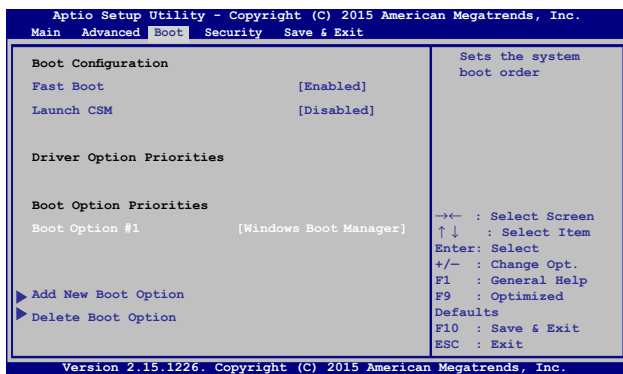 Aptio Setup Utility - Copyright (C) 2015 American Megatrends, Inc.
Main Advanced Boot Security Save & Exit
Boot Configuration
Fast Boot [Enabled]
Launch CSM [Disabled]
Driver Option Priorities
Boot Option Priorities
Boot Option #1 [Windows Boot Manager]
Add New Boot Option
Delete Boot Option
Sets the system
boot order
→← : Select Screen
↑↓ : Select Item
Enter: Select
+/— : Change Opt.
F1 : General Help
F9 : Optimized
Defaults
F10 : Save & Exit
ESC : Exit
Version 2.15.1226. Copyright (C) 2015 American Megatrends, Inc.